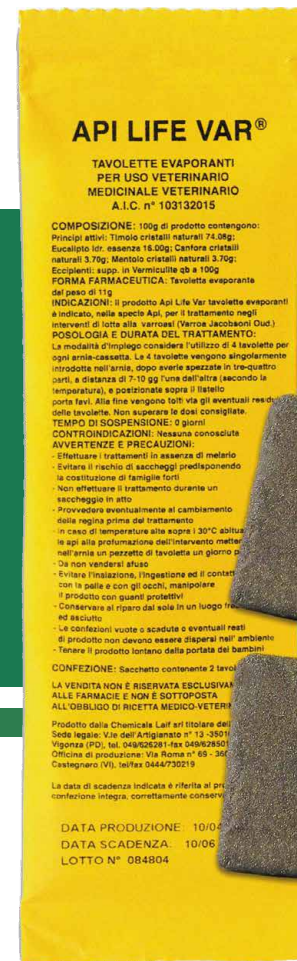 API LIFE VAR®
TAVOLETTE EVAPORANTI
PER USO VETERINARIO
MEDICINALE VETERINARIO
A.I.C. n° 103132015
COMPOSIZIONE: 100g di prodotto contengono:
Principi attivi: Timolo cristalli naturali 74.08g;
Eucalipto idr. essenza 16.00g; Canfora cristalli
naturali 3.70g; Mentolo cristalli naturali 3.70g;
Eccipienti: supp. in Vermiculite qb a 100g
FORMA FARMACEUTICA: Tavoletta evaporante
dal peso di 11g
INDICAZIONI: Il prodotto Api Life Var tavolette evaporanti
è indicato, nella specie Api, per il trattamento negli
interventi di lotta alla varroasi (Varroa Jacobsoni Oud.)
POSOLOGIA E DURATA DEL TRATTAMENTO:
La modalità d'impiego considera l'utilizzo di 4 tavolette per
ogni arnia-cassetta. Le 4 tavolette vengono singolarmente
introdotte nell'arnia, dopo averle spezzate in tre-quattro
parti, a distanza di 7-10 gg l'una dall'altra (secondo la
temperatura), e posizionate sopra il listello
porta favi. Alla fine vengono tolti via gli eventuali
delle tavolette. Non superare le dosi consigliate.
TEMPO DI SOSPENSIONE: 0 giorni
CONTROINDICAZIONI: Nessuna conosciuta
AVVERTENZE E PRECAUZIONI:
- Effettuare i trattamenti in assenza di melario
- Evitare il rischio di saccheggi predisponendo
la costituzione di famiglie forti
- Non effettuare il trattamento durante un
saccheggio in atto
- Provvedere eventualmente al cambiamento
della regina prima del trattamento
- In caso di temperature alte sopra i 30°C
le api alla profumazione dell'intervento
nell'arnia un pezzetto di tavoletta un giorno
- Da non vendersi sfuso
- Evitare l'inalazione, l'ingestione ed il
con la pelle e con gli occhi, manipolare
il prodotto con guanti protettivi
- Conservare al riparo dal sole in un luogo
ed asciutto
- Le confezioni vuote o scadute o eventuali resti
di prodotto non devono essere dispersi nell' ambiente
- Tenere il prodotto lontano dalla portata dei bambini
CONFEZIONE: Sacchetto contenente 2
LA VENDITA NON È RISERVATA
ALLE FARMACIE E NON È SOTTOPOSTA
ALL'OBBLIGO DI RICETTA
Prodotto dalla Chemicals Laif srl titolare
Sede legale: V.le dell'Artigianato n° 13
Vigonza (PD), tel. 049/626281-fax
Officina di produzione: Via Roma n° 69
Castegnero (VI), tel/fax 0444/730219
La data di scadenza indicata è riferita al
confezione integra, correttamente
DATA PRODUZIONE: 10/04
DATA SCADENZA: 10/06
LOTTO N° 084804